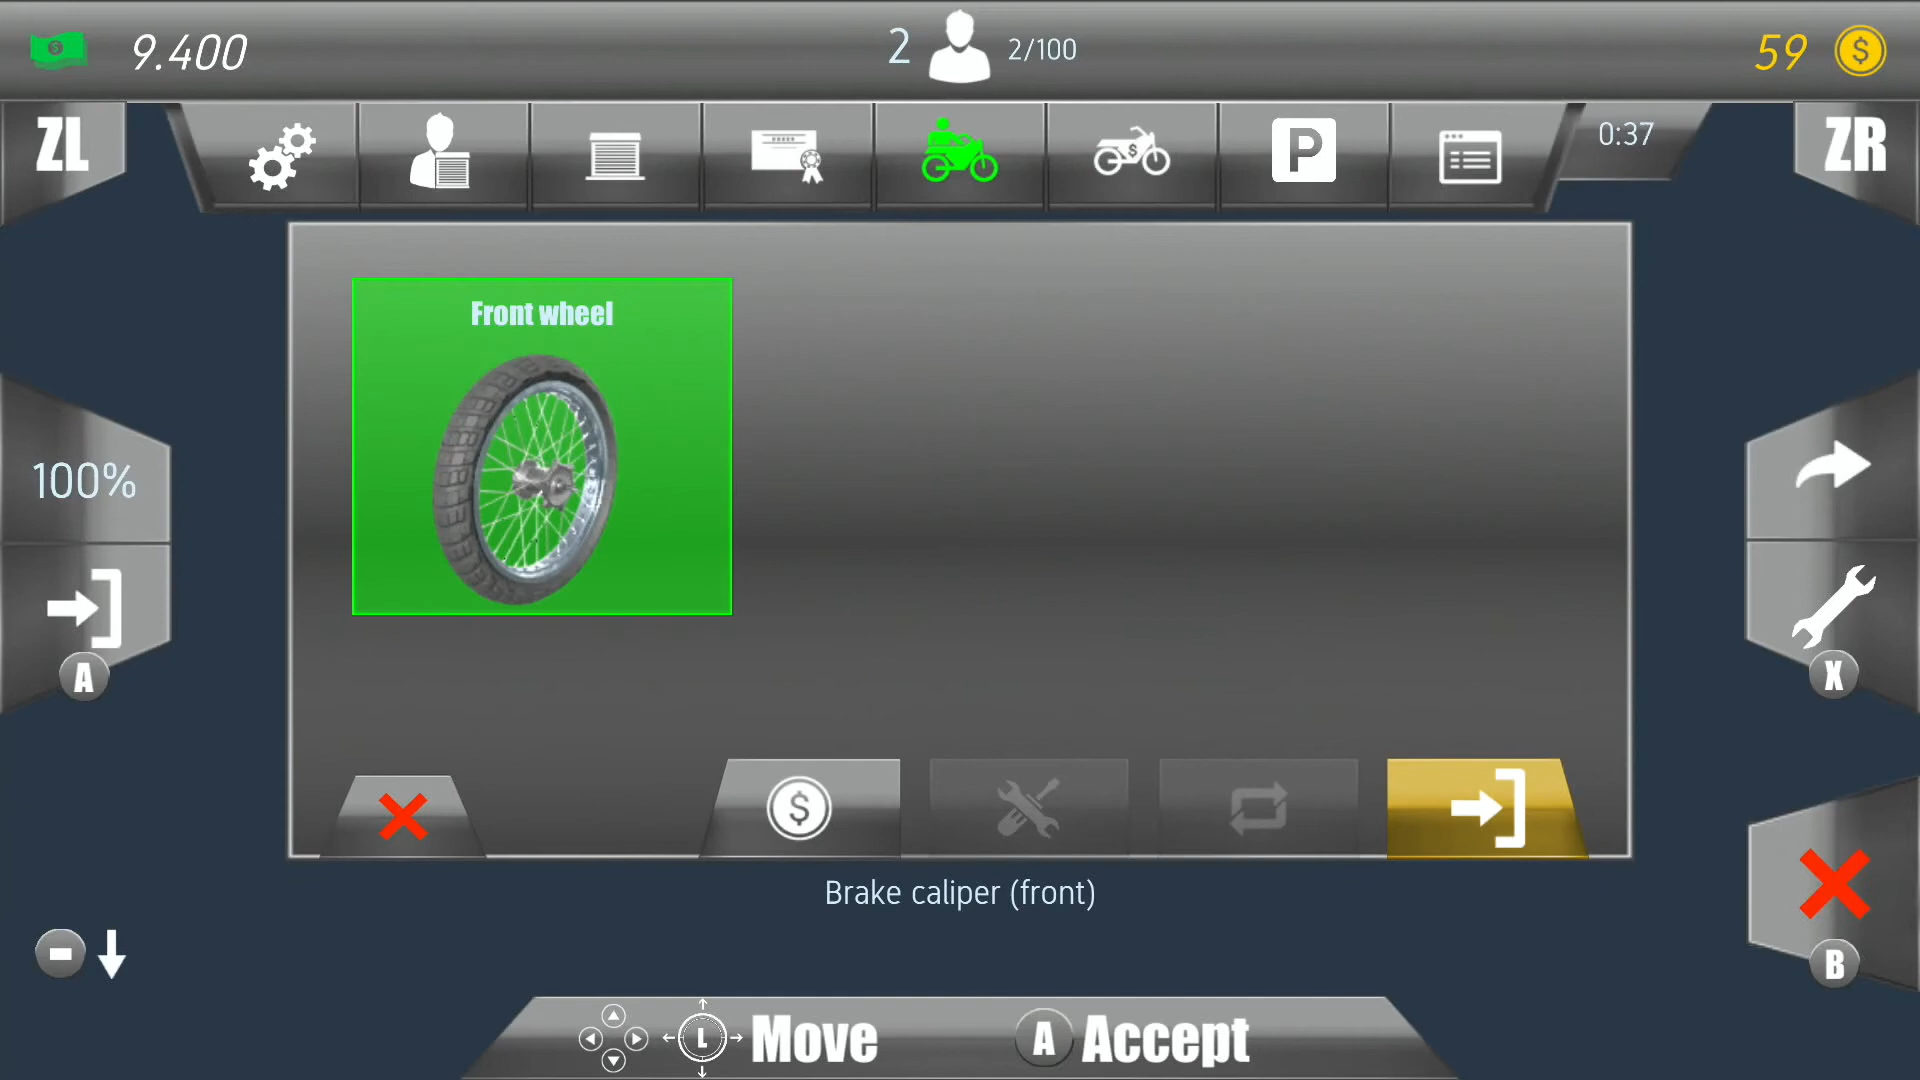 9.400
2
2/100
59
ZL
P
0:37
ZR
Front wheel
100%
A
X
Brake caliper (front)
B
L
Move
A
Accept